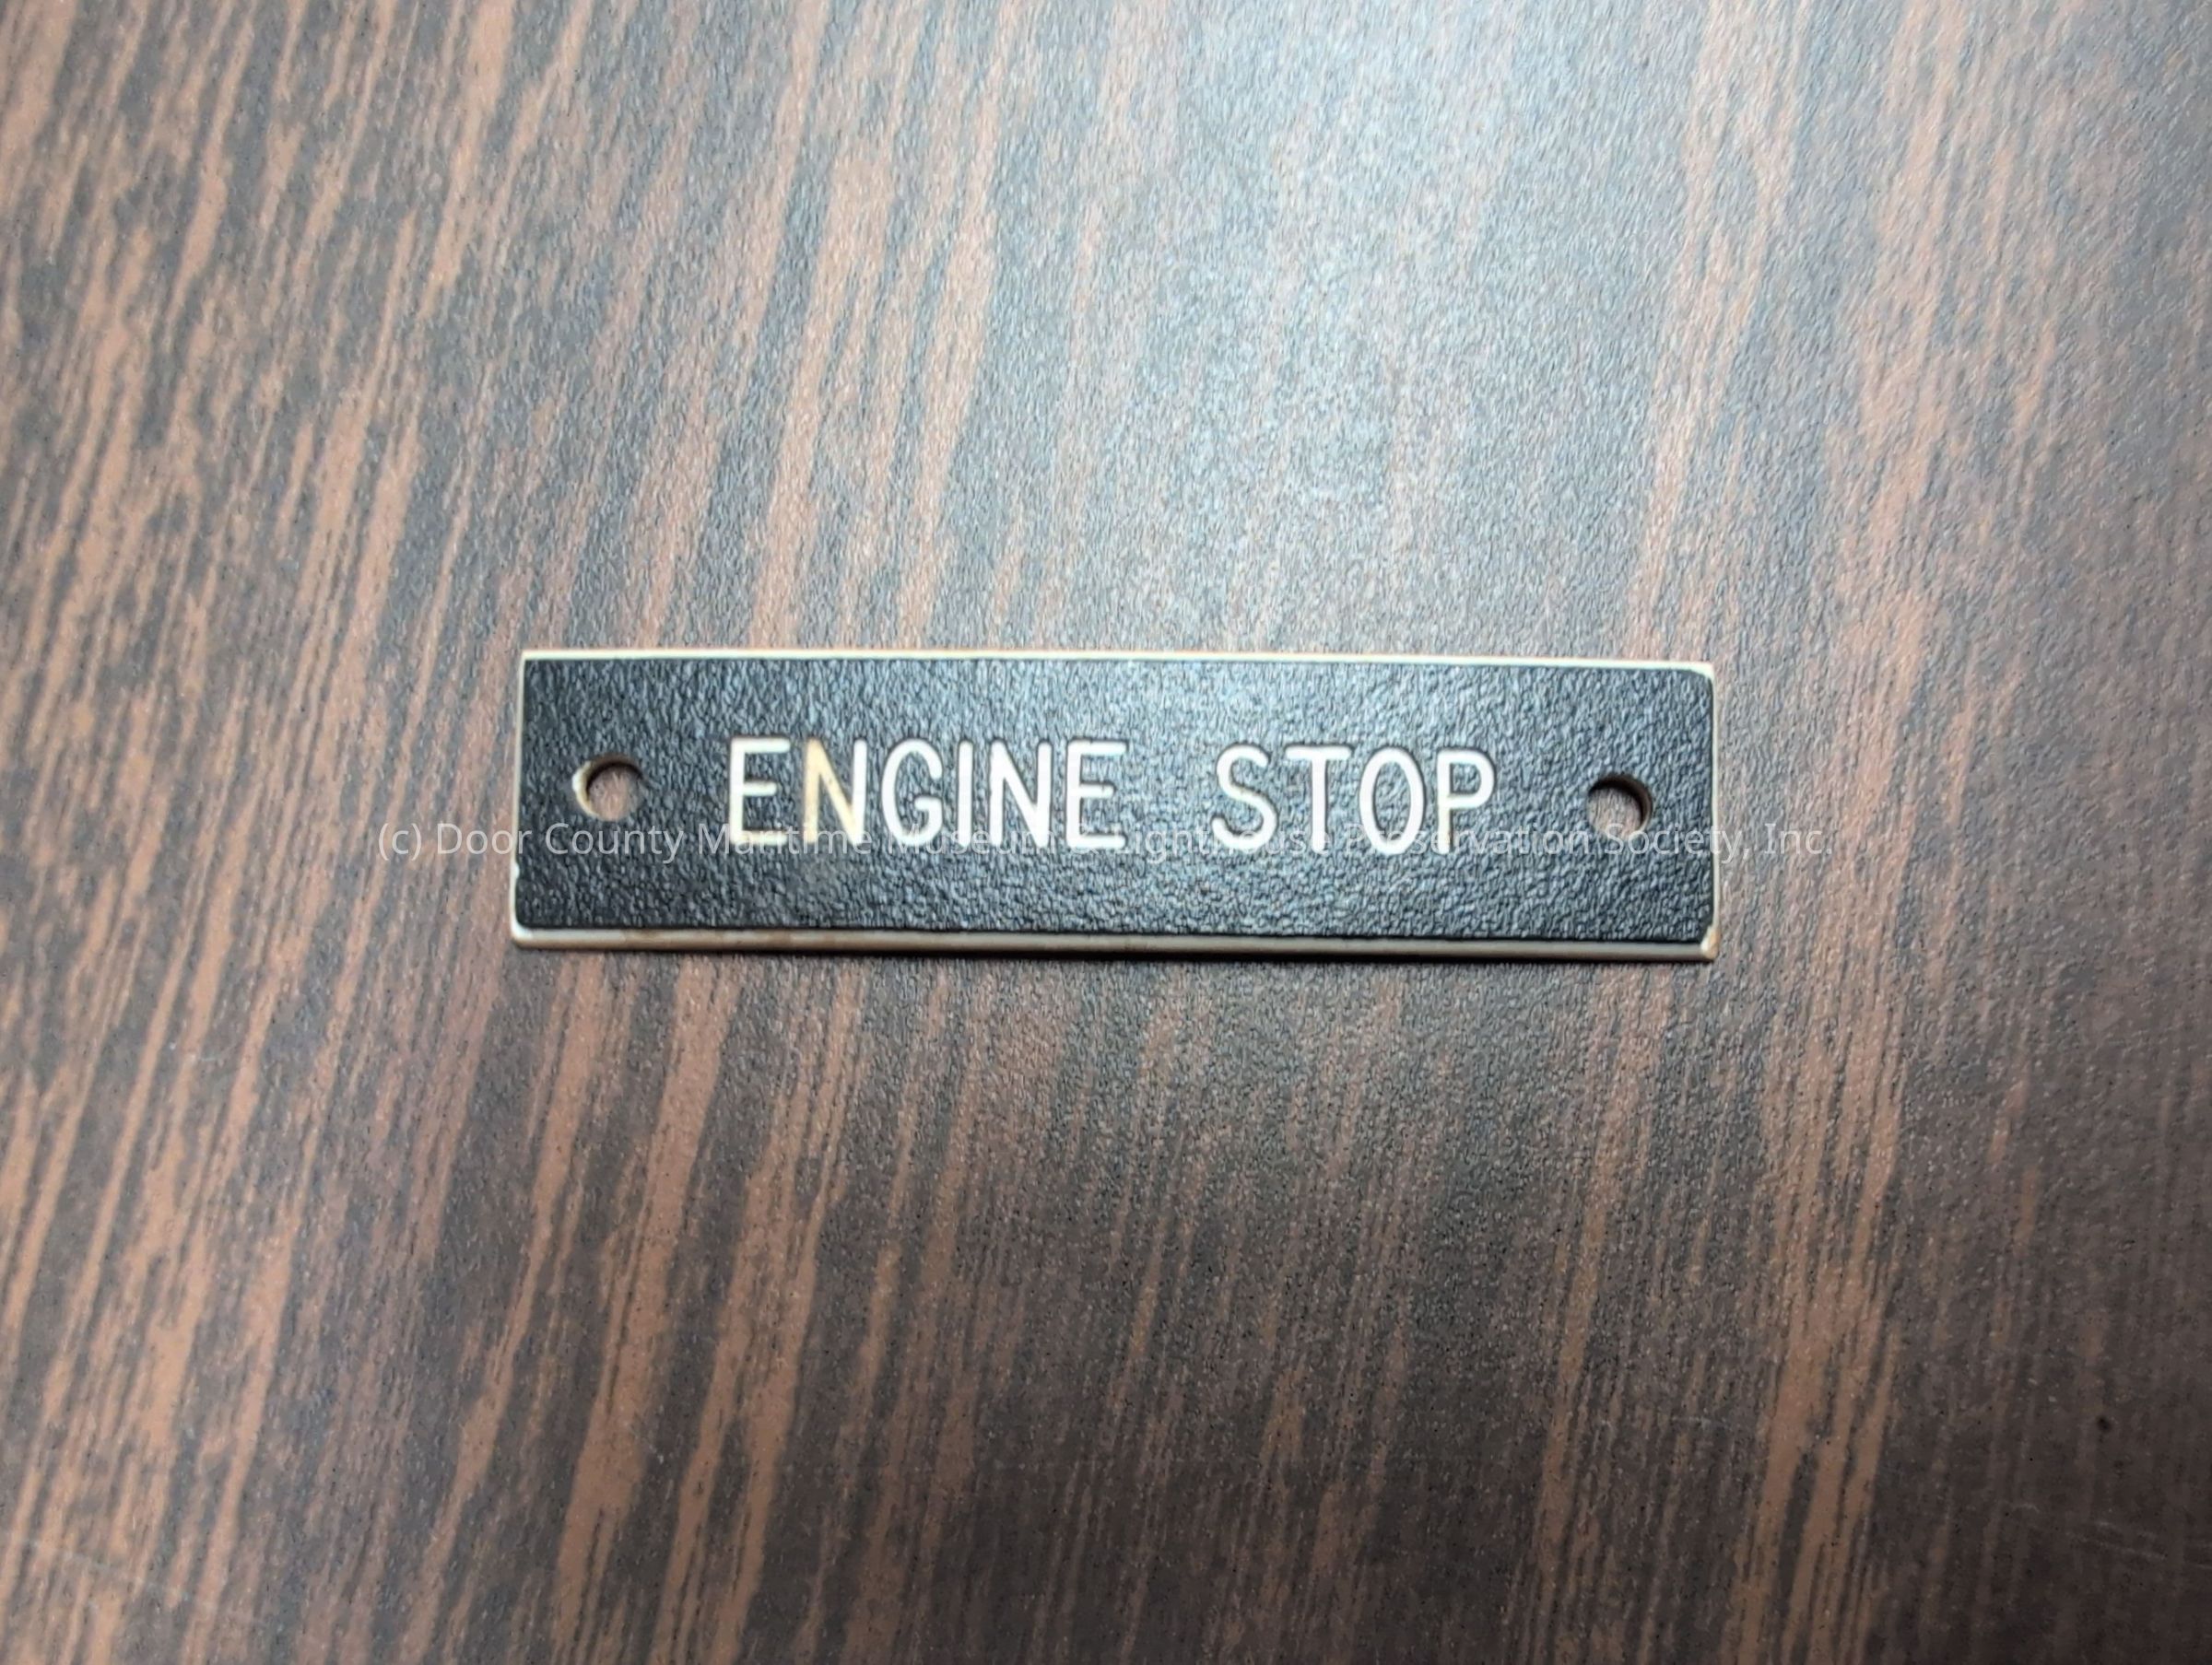 ENGINE STOP
(c) Door County Maritime Museum & Lighthouse Preservation Society, Inc.